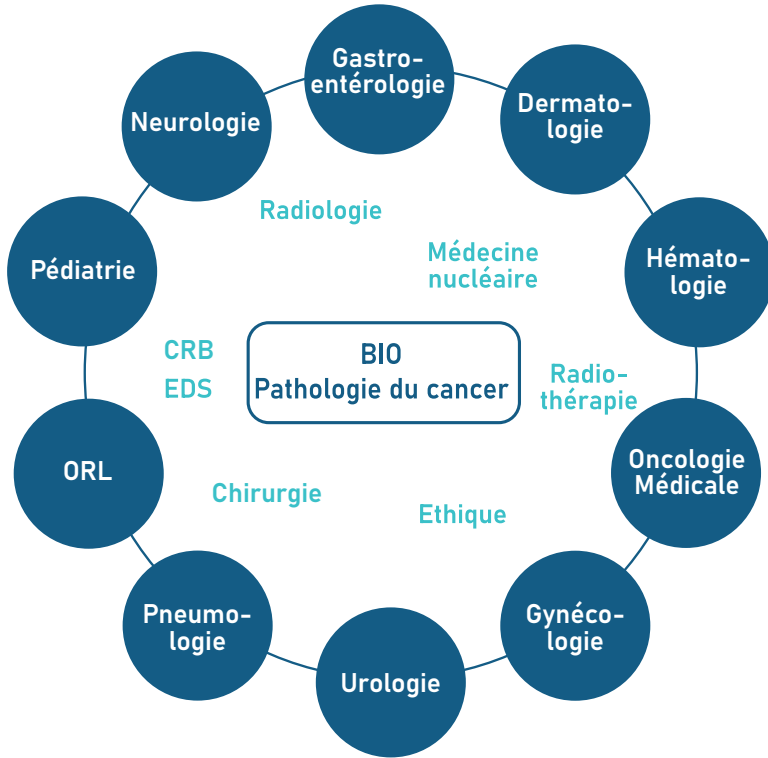 Gastro-
entérologie
Dermato-
logie
Neurologie
Radiologie
Médecine
nucléaire
Hémato-
logie
Pédiatrie
CRB
EDS
BIO
Pathologie du cancer
Radio-
thérapie
ORL
Oncologie
Médicale
Chirurgie
Ethique
Pneumo-
logie
Gynéco-
logie
Urologie